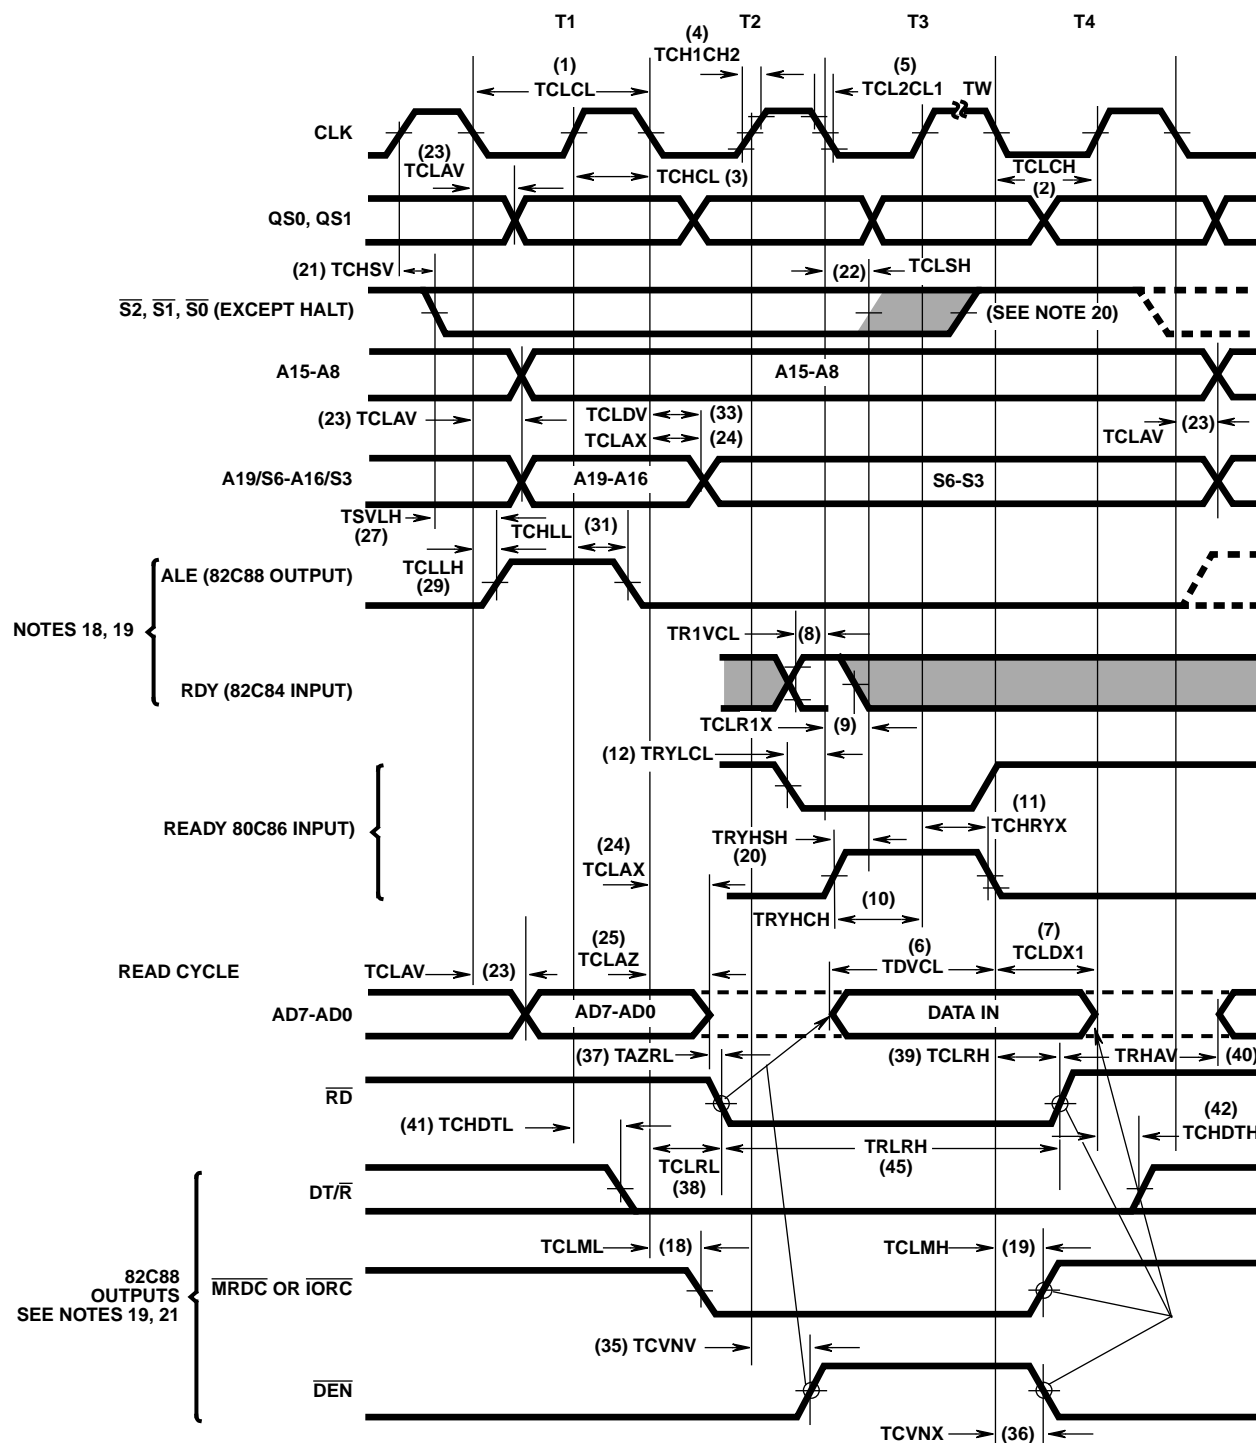 T1 T2 T3 T4
(4)
TCH1CH2
(1)
TCLCL
(5)
TCL2CL1
TW
CLK
(23)
TCLAV
TCHCL (3)
TCLCH
(2)
QS0, QS1
(21) TCHSV
(22)
TCLSH
S2, S1, S0 (EXCEPT HALT)
(SEE NOTE 20)
A15-A8
A15-A8
(23) TCLAV
TCLDV (33)
TCLAX (24)
TCLAV (23)
A19/S6-A16/S3
A19-A16
S6-S3
TSVLH
(27)
TCHLL (31)
TCLLH
(29)
ALE (82C88 OUTPUT)
NOTES 18, 19
TR1VCL (8)
RDY (82C84 INPUT)
TCLR1X (9)
(12) TRYLCL
READY 80C86 INPUT)
(11)
TCHRYX
TRYHSH
(20)
(24)
TCLAX
(10)
TRYHCH
READ CYCLE
TCLAV (23)
(25)
TCLAZ
(6)
TDVCL
(7)
TCLDX1
AD7-AD0
AD7-AD0
DATA IN
(37) TAZRL
(39) TCLRH
TRHAV (40)
RD
(41) TCHDTL
(42)
TCHDTH
TCLRL
(38)
TRLRH
(45)
DT/R
TCLML (18)
TCLMH (19)
82C88
OUTPUTS
SEE NOTES 19, 21
MRDC OR IORC
(35) TCVNV
DEN
TCVNX (36)